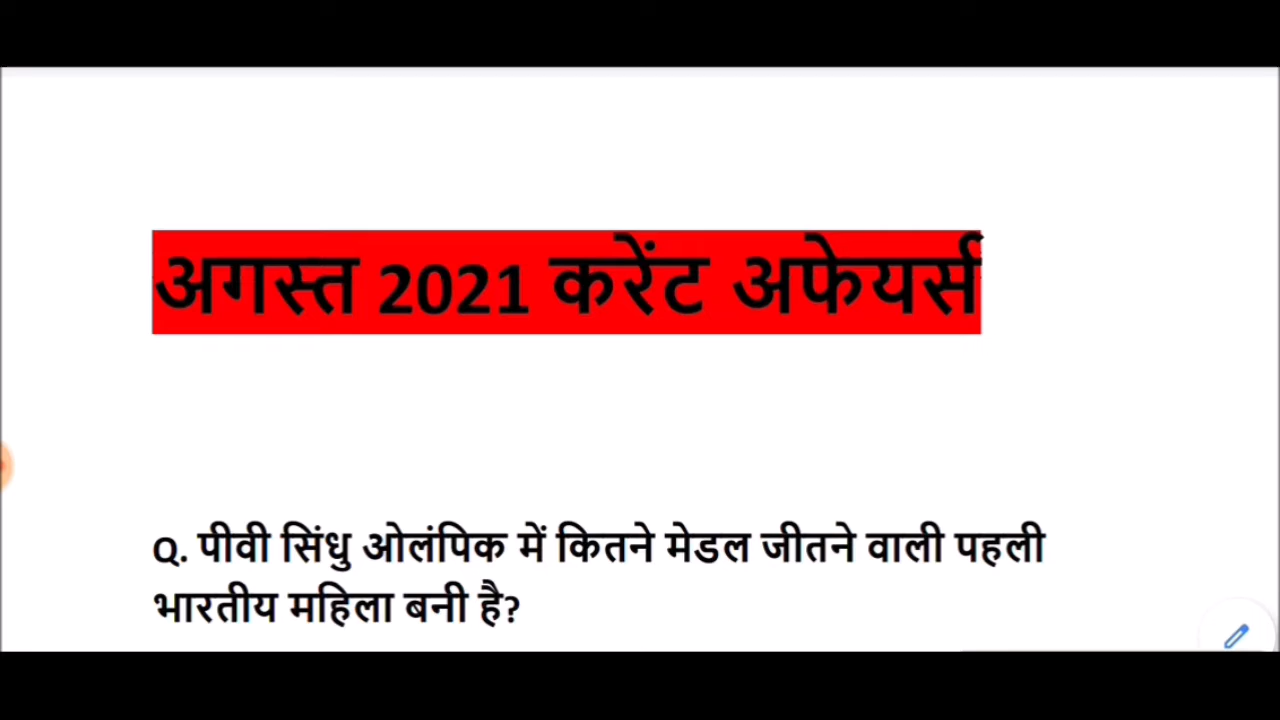 अगस्त 2021 करेंट अफेयर्स
Q. पीवी सिंधु ओलंपिक में कितने मेडल जीतने वाली पहली
भारतीय महिला बनी है?